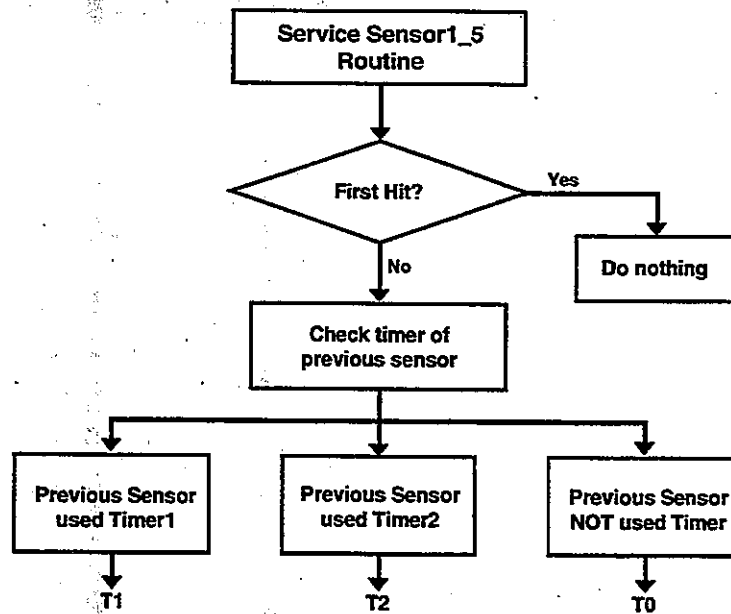 Service Sensor1_5
Routine
First Hit?
Yes
No
Do nothing
Check timer of
previous sensor
Previous Sensor
used Timer1
Previous Sensor
used Timer2
Previous Sensor
NOT used Timer
T1
T2
T0